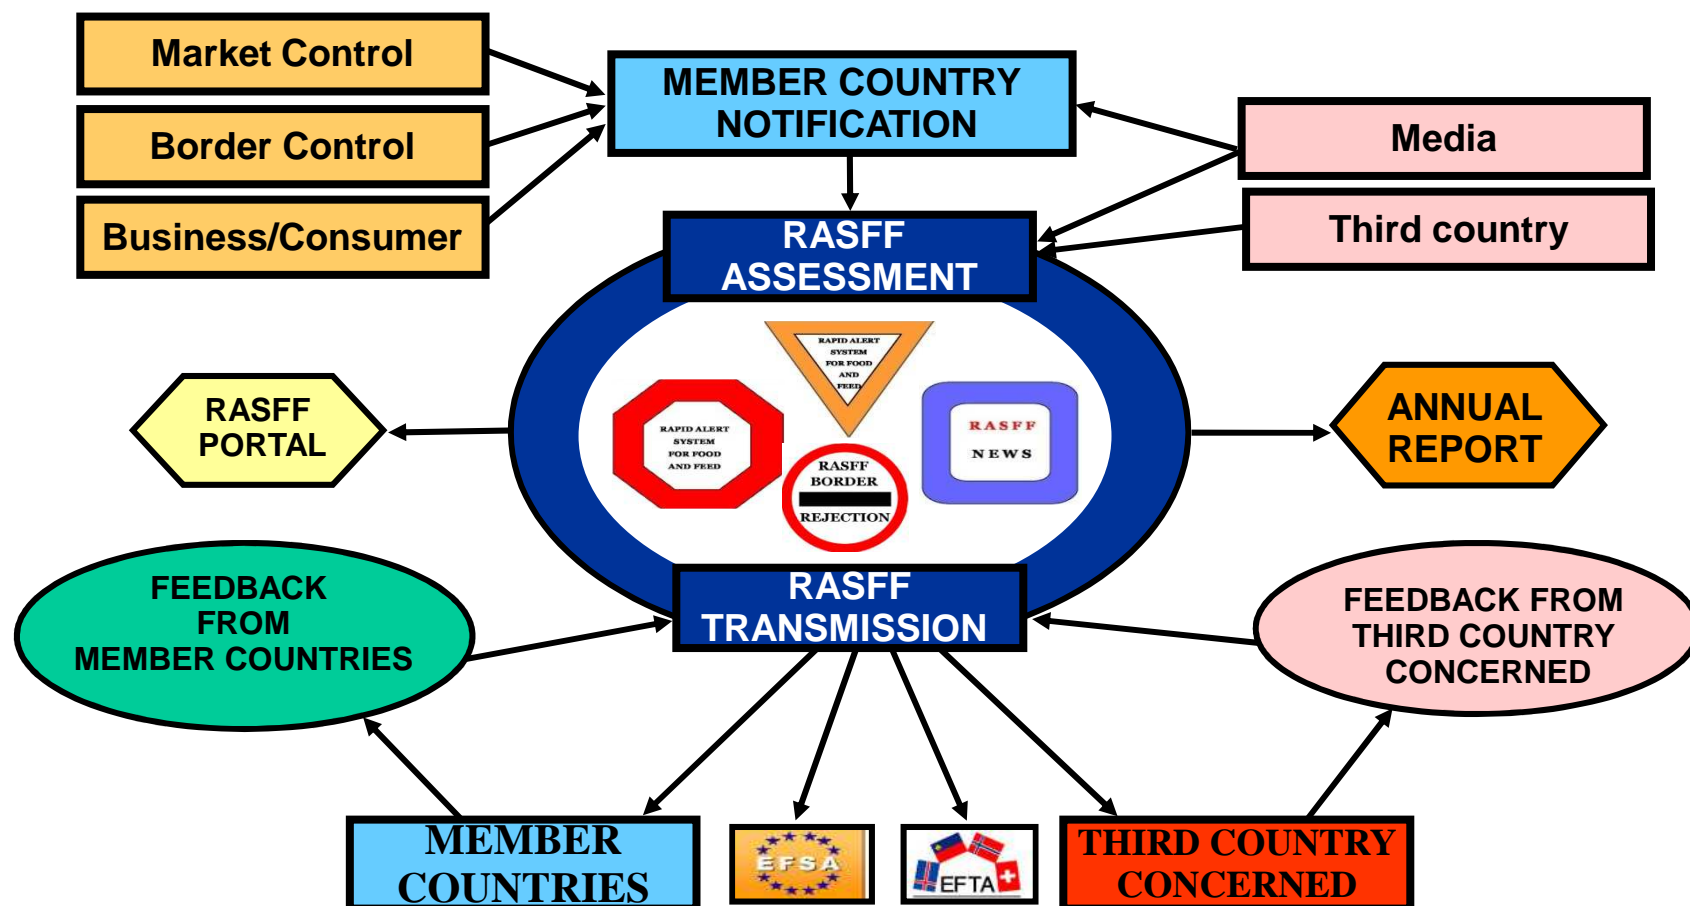 Market Control
Border Control
Business/Consumer
MEMBER COUNTRY
NOTIFICATION
Media
Third country
RASFF
ASSESSMENT
RAPID ALERT
SYSTEM
FOR FOOD
AND
FEED
RAPID ALERT
SYSTEM
FOR FOOD
AND FEED
RASFF
BORDER
REJECTION
RASFF
NEWS
RASFF
PORTAL
ANNUAL
REPORT
RASFF
TRANSMISSION
FEEDBACK
FROM
MEMBER COUNTRIES
FEEDBACK FROM
THIRD COUNTRY
CONCERNED
MEMBER
COUNTRIES
EFSA
EFTA
THIRD COUNTRY
CONCERNED